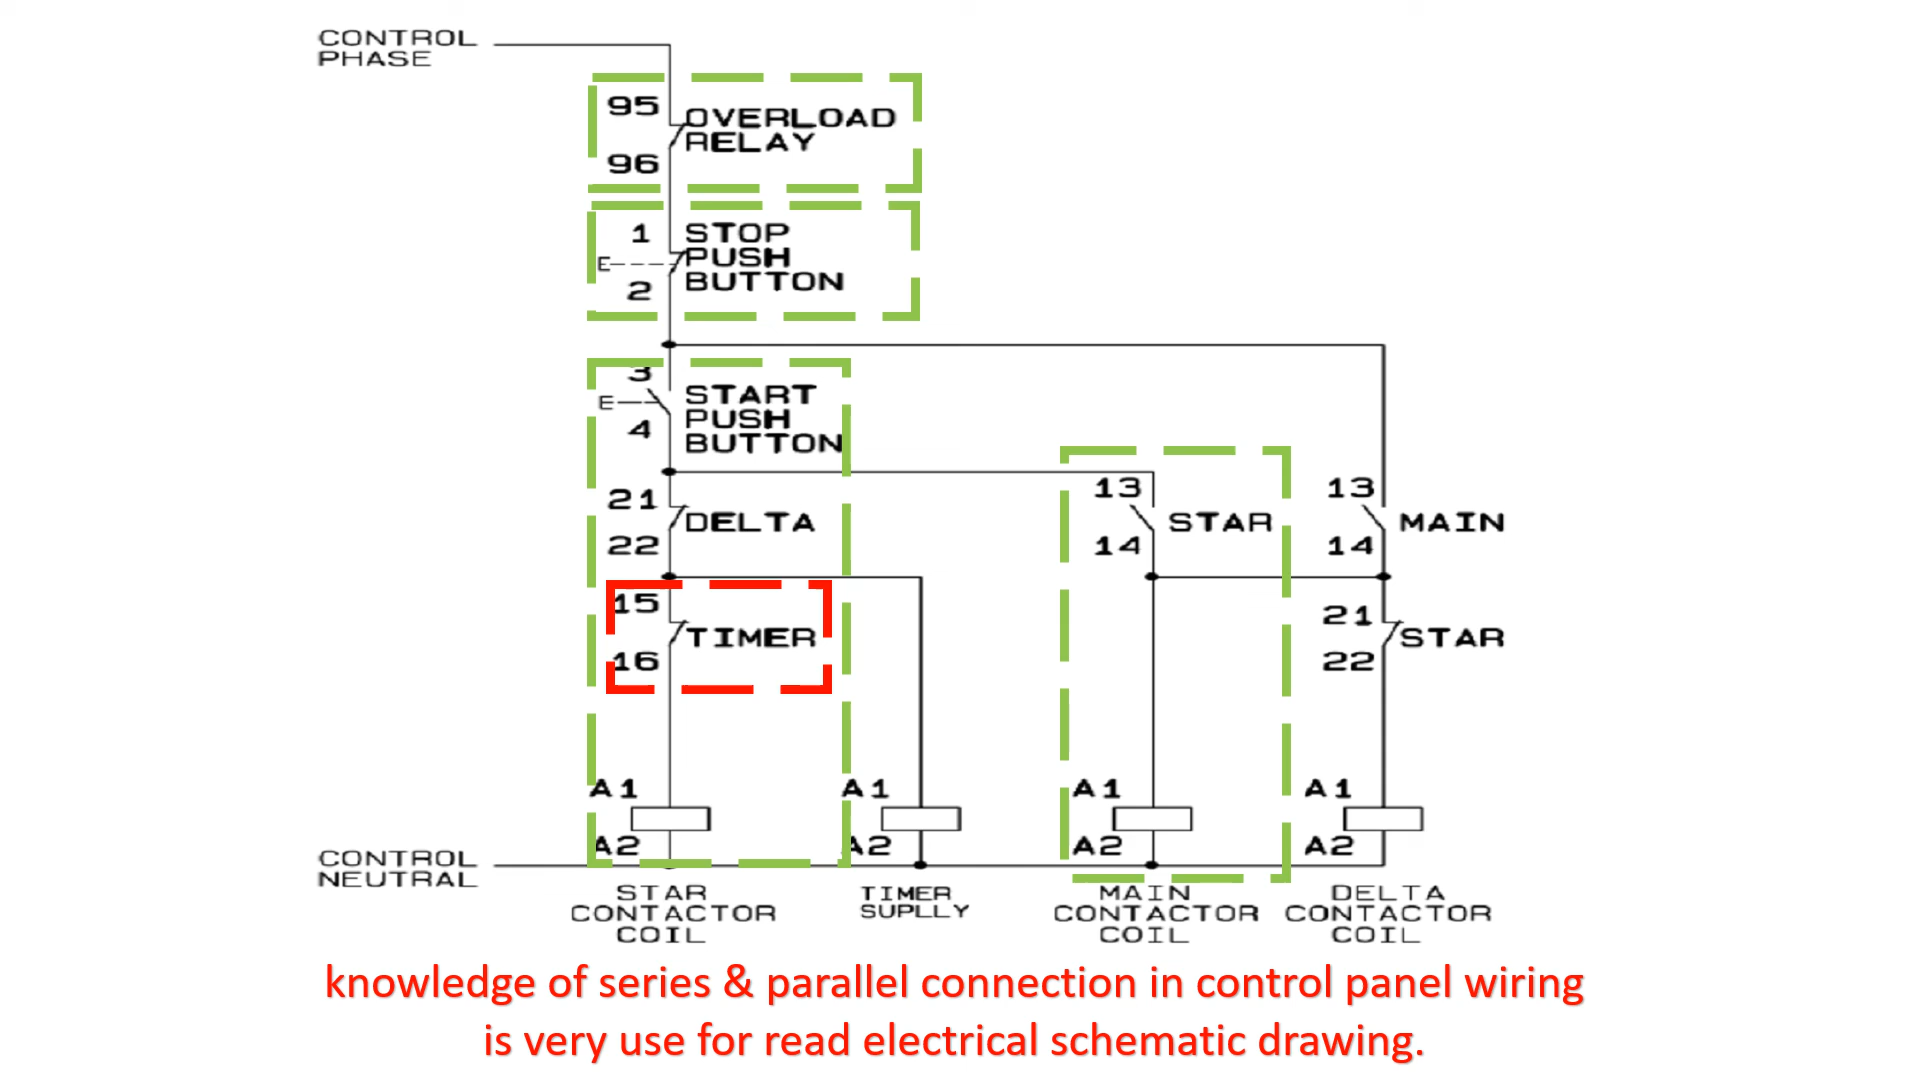 CONTROL
PHASE
95
OVERLOAD
RELAY
96
1
STOP
PUSH
BUTTON
E
2
3
START
PUSH
BUTTON
E
4
21
DELTA
22
13
STAR
14
13
MAIN
14
15
TIMER
16
21
STAR
22
A1
A1
A1
A1
A2
A2
A2
A2
CONTROL
NEUTRAL
STAR
CONTACTOR
COIL
TIMER
SUPLLY
MAIN
CONTACTOR
COIL
DELTA
CONTACTOR
COIL
knowledge of series & parallel connection in control panel wiring
is very use for read electrical schematic drawing.